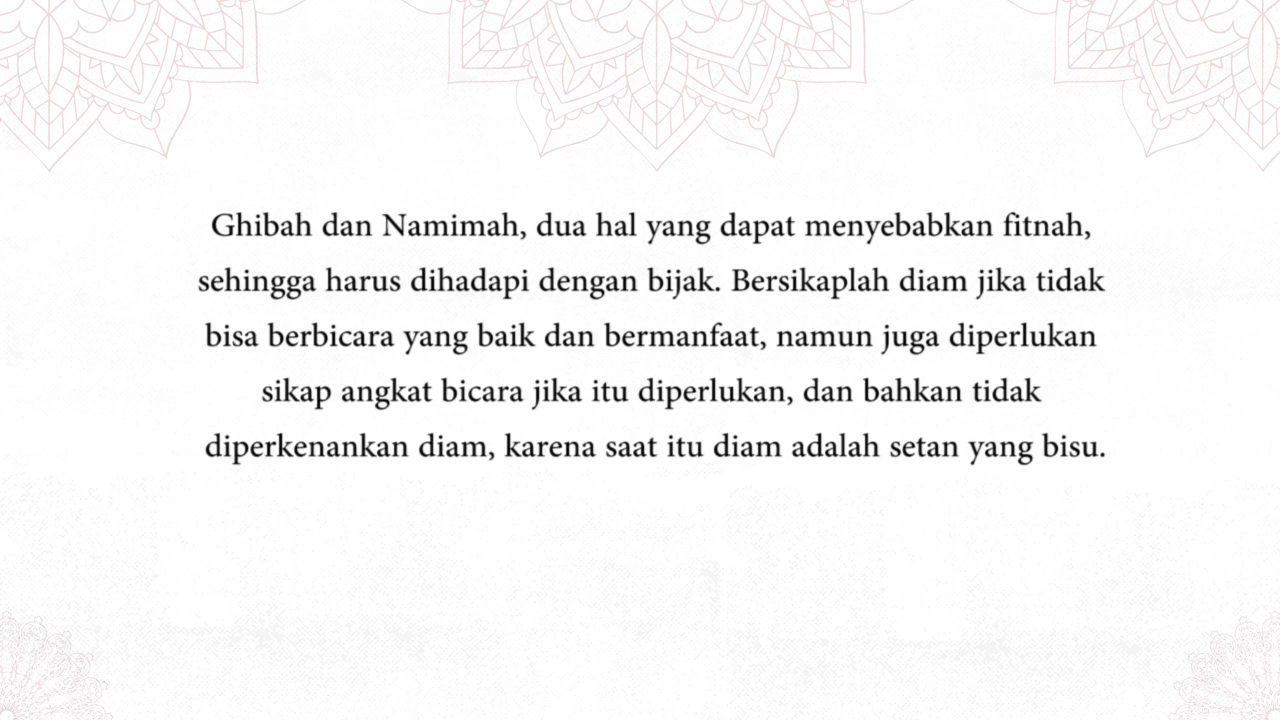 Ghibah dan Namimah, dua hal yang dapat menyebabkan fitnah,
sehingga harus dihadapi dengan bijak. Bersikaplah diam jika tidak
bisa berbicara yang baik dan bermanfaat, namun juga diperlukan
sikap angkat bicara jika itu diperlukan, dan bahkan tidak
diperkenankan diam, karena saat itu diam adalah setan yang bisu.